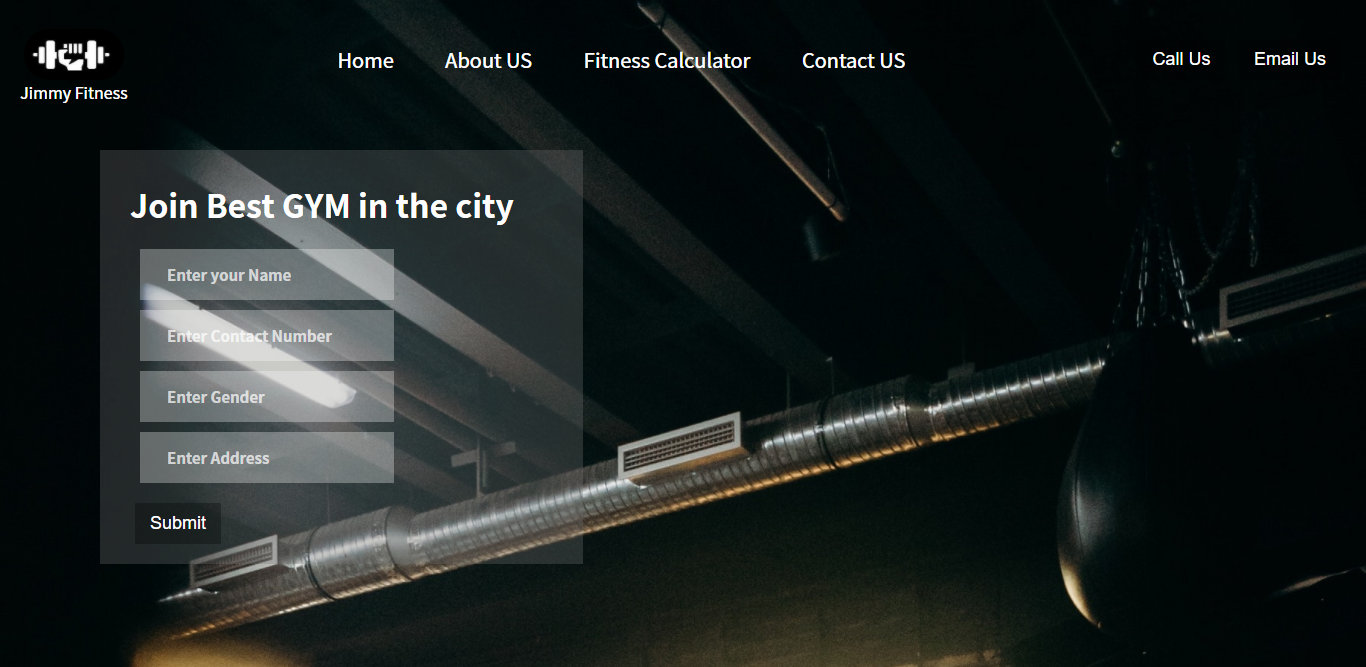 Jimmy Fitness
Home
About US
Fitness Calculator
Contact US
Call Us
Email Us
Join Best GYM in the city
Enter your Name
Enter Contact Number
Enter Gender
Enter Address
Submit